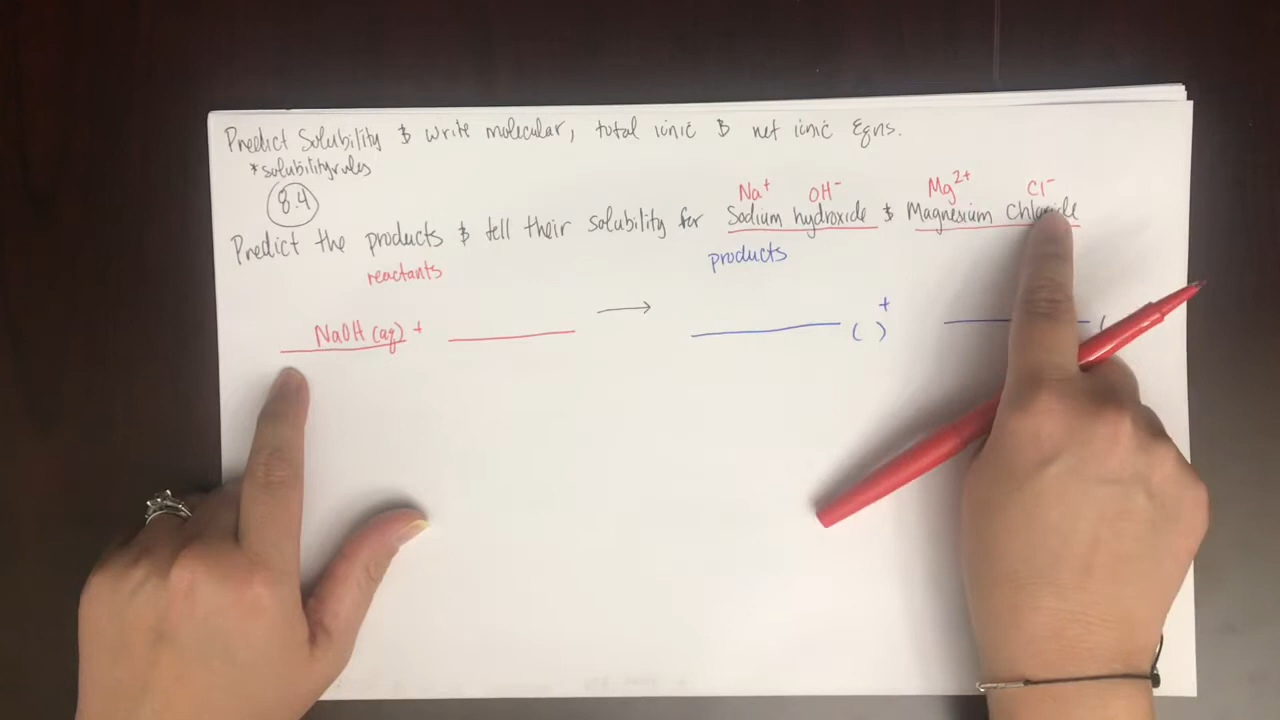 Predict Solubility & write molecular, total ionic & net ionic Eqns.
*solubility rules
8.4
Na⁺ OH⁻ Mg²⁺ Cl⁻
Predict the products & tell their solubility for Sodium hydroxide & Magnesium Chloride
reactants products
NaOH (aq) + ⟶ ( ) + (